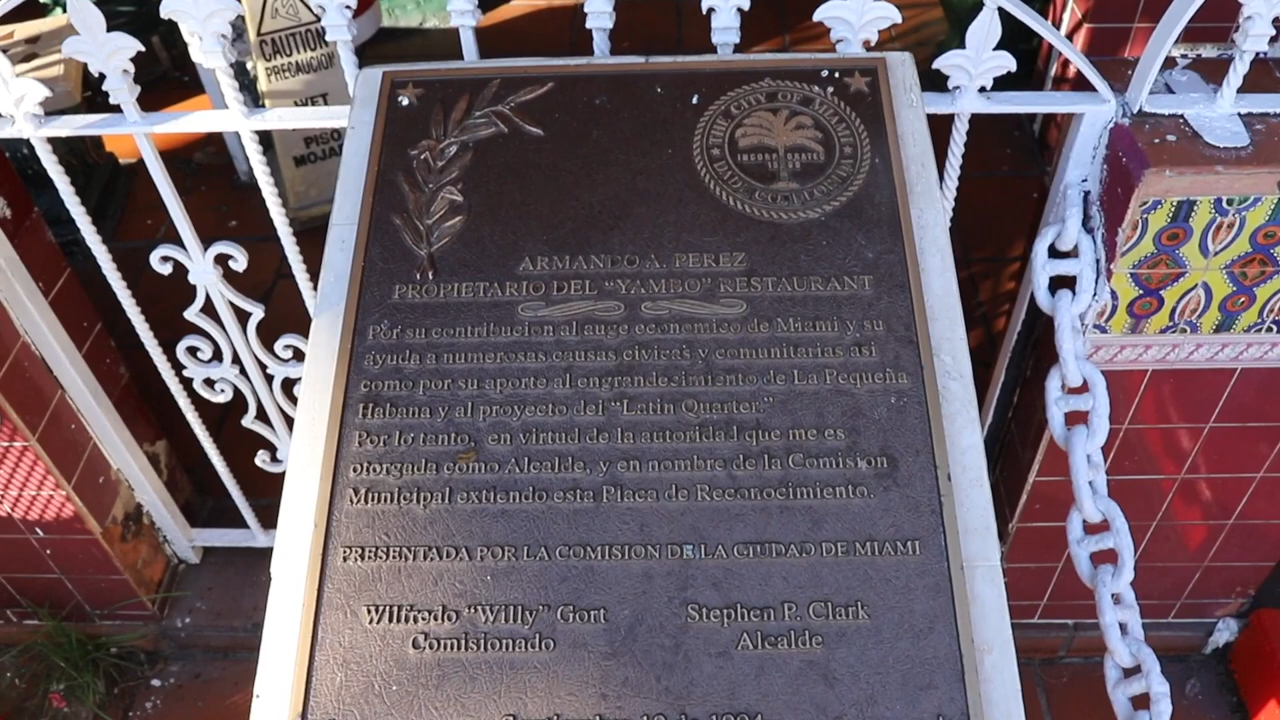 CAUTION
PRECAUCION
WET
PISO
MOJADO
THE CITY OF MIAMI
INCORPORATED
1896
DADE CO. FLORIDA
ARMANDO A. PEREZ
PROPIETARIO DEL "YAMBO" RESTAURANT
Por su contribucion al auge economico de Miami y su
ayuda a numerosas causas civicas y comunitarias asi
como por su aporte al engrandesimiento de La Pequeña
Habana y al proyecto del "Latin Quarter."
Por lo tanto, en virtud de la autoridad que me es
otorgada como Alcalde, y en nombre de la Comision
Municipal extiendo esta Placa de Reconocimiento.
PRESENTADA POR LA COMISION DE LA CIUDAD DE MIAMI
Wilfredo "Willy" Gort
Comisionado
Stephen P. Clark
Alcalde